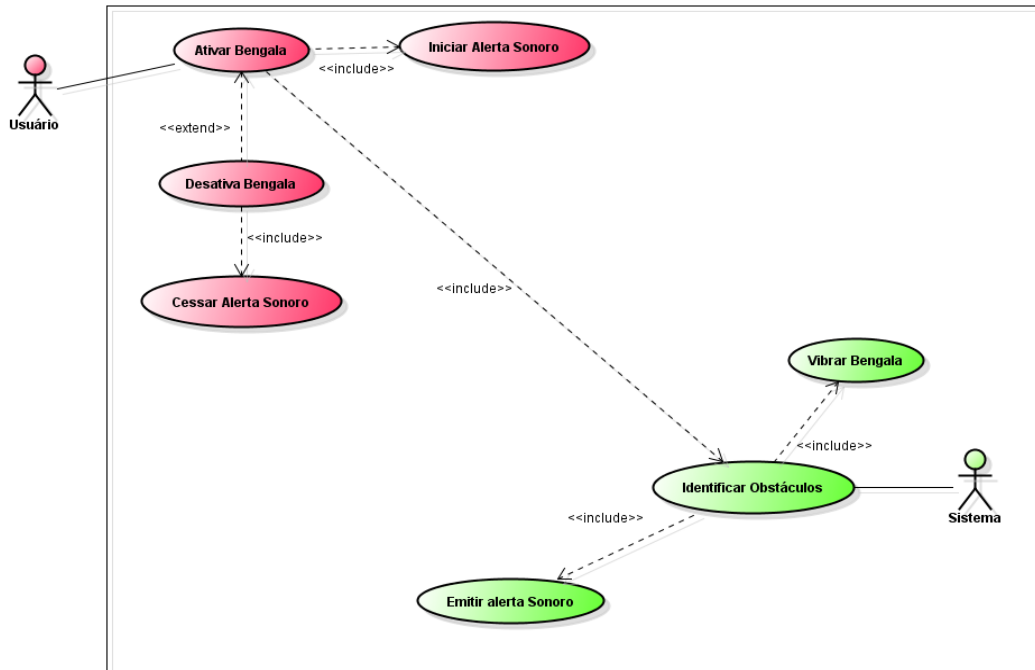 Ativar Bengala
Iniciar Alerta Sonoro
<<include>>
Usuário
<<extend>>
Desativa Bengala
<<include>>
Cessar Alerta Sonoro
<<include>>
Vibrar Bengala
<<include>>
Identificar Obstáculos
Sistema
<<include>>
Emitir alerta Sonoro